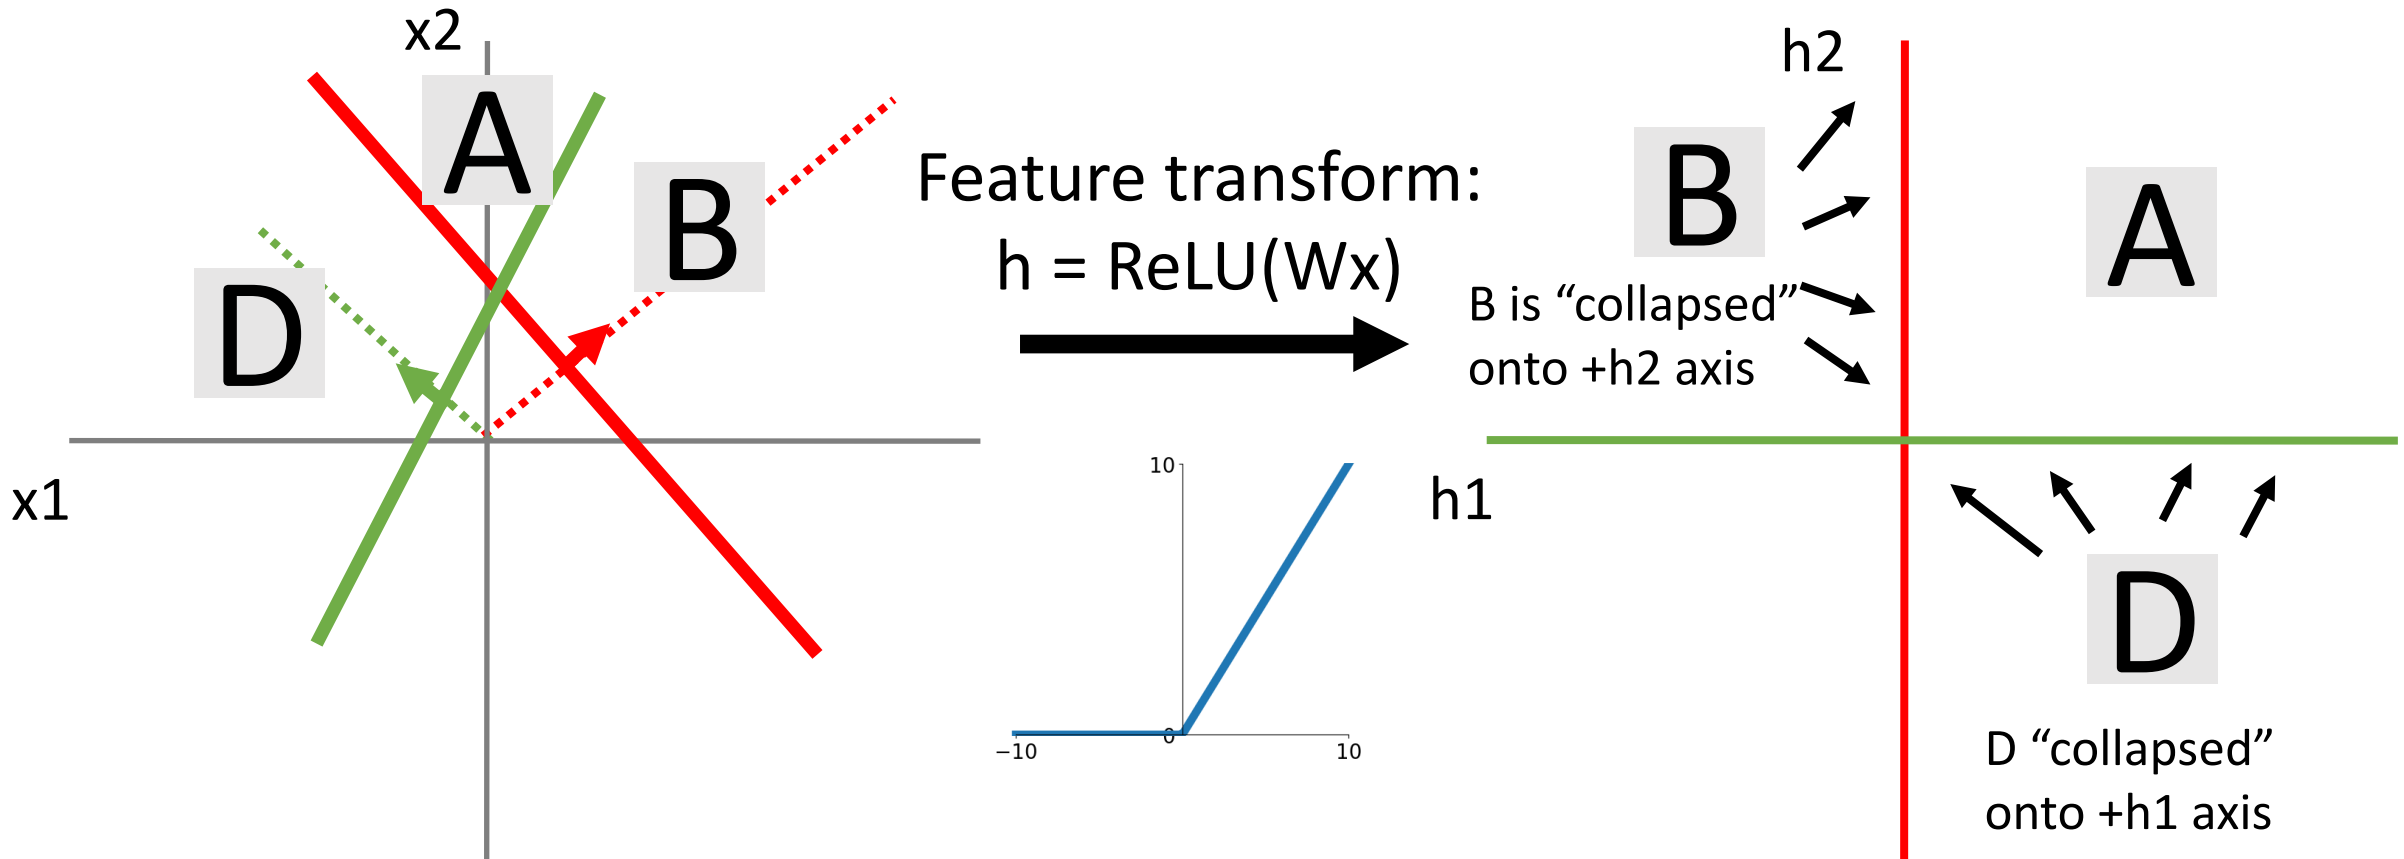 x2
A
B
D
x1
Feature transform:
h = ReLU(Wx)
10
0
−10
10
h2
B
A
B is “collapsed”
onto +h2 axis
h1
D
D “collapsed”
onto +h1 axis